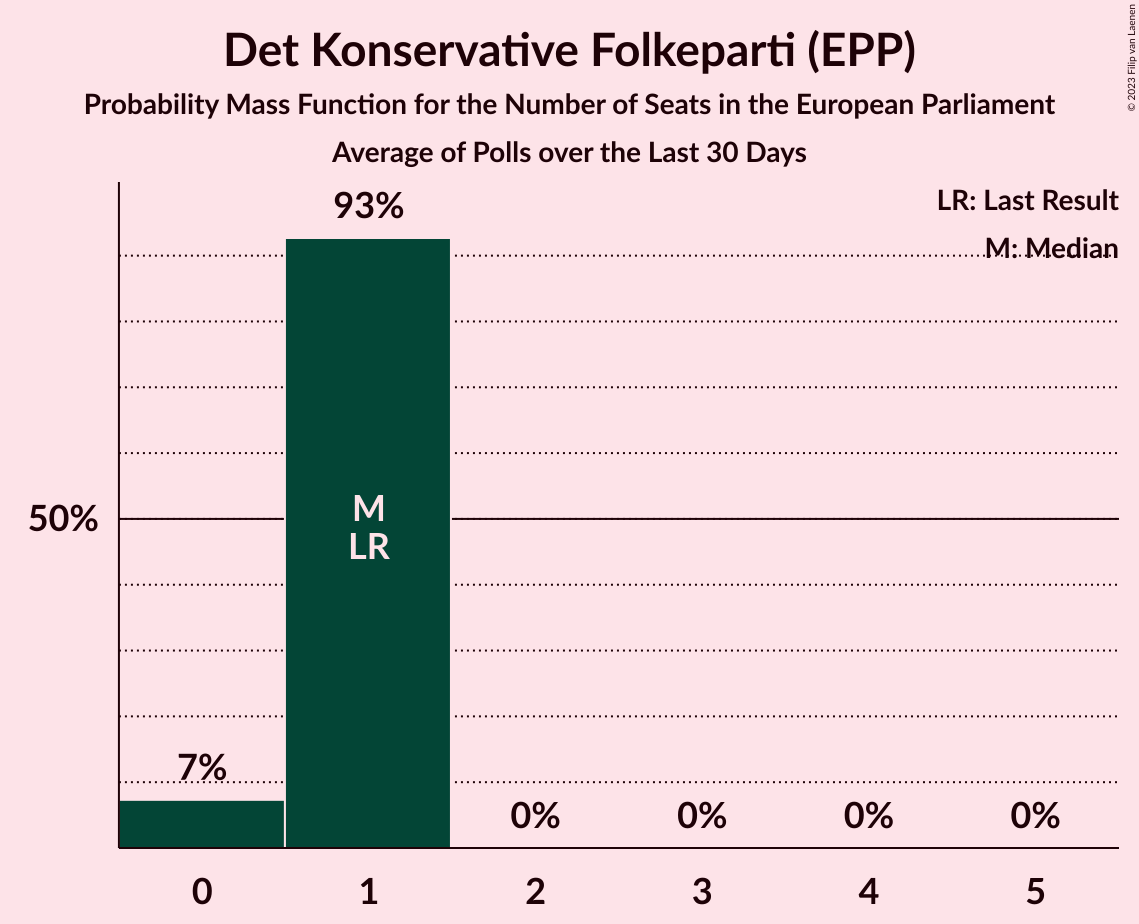 Det Konservative Folkeparti (EPP)
Probability Mass Function for the Number of Seats in the European Parliament
Average of Polls over the Last 30 Days
© 2023 Filip van Laenen
LR: Last Result
M: Median
93%
50%
M
LR
7%
0% 0% 0% 0%
0 1 2 3 4 5